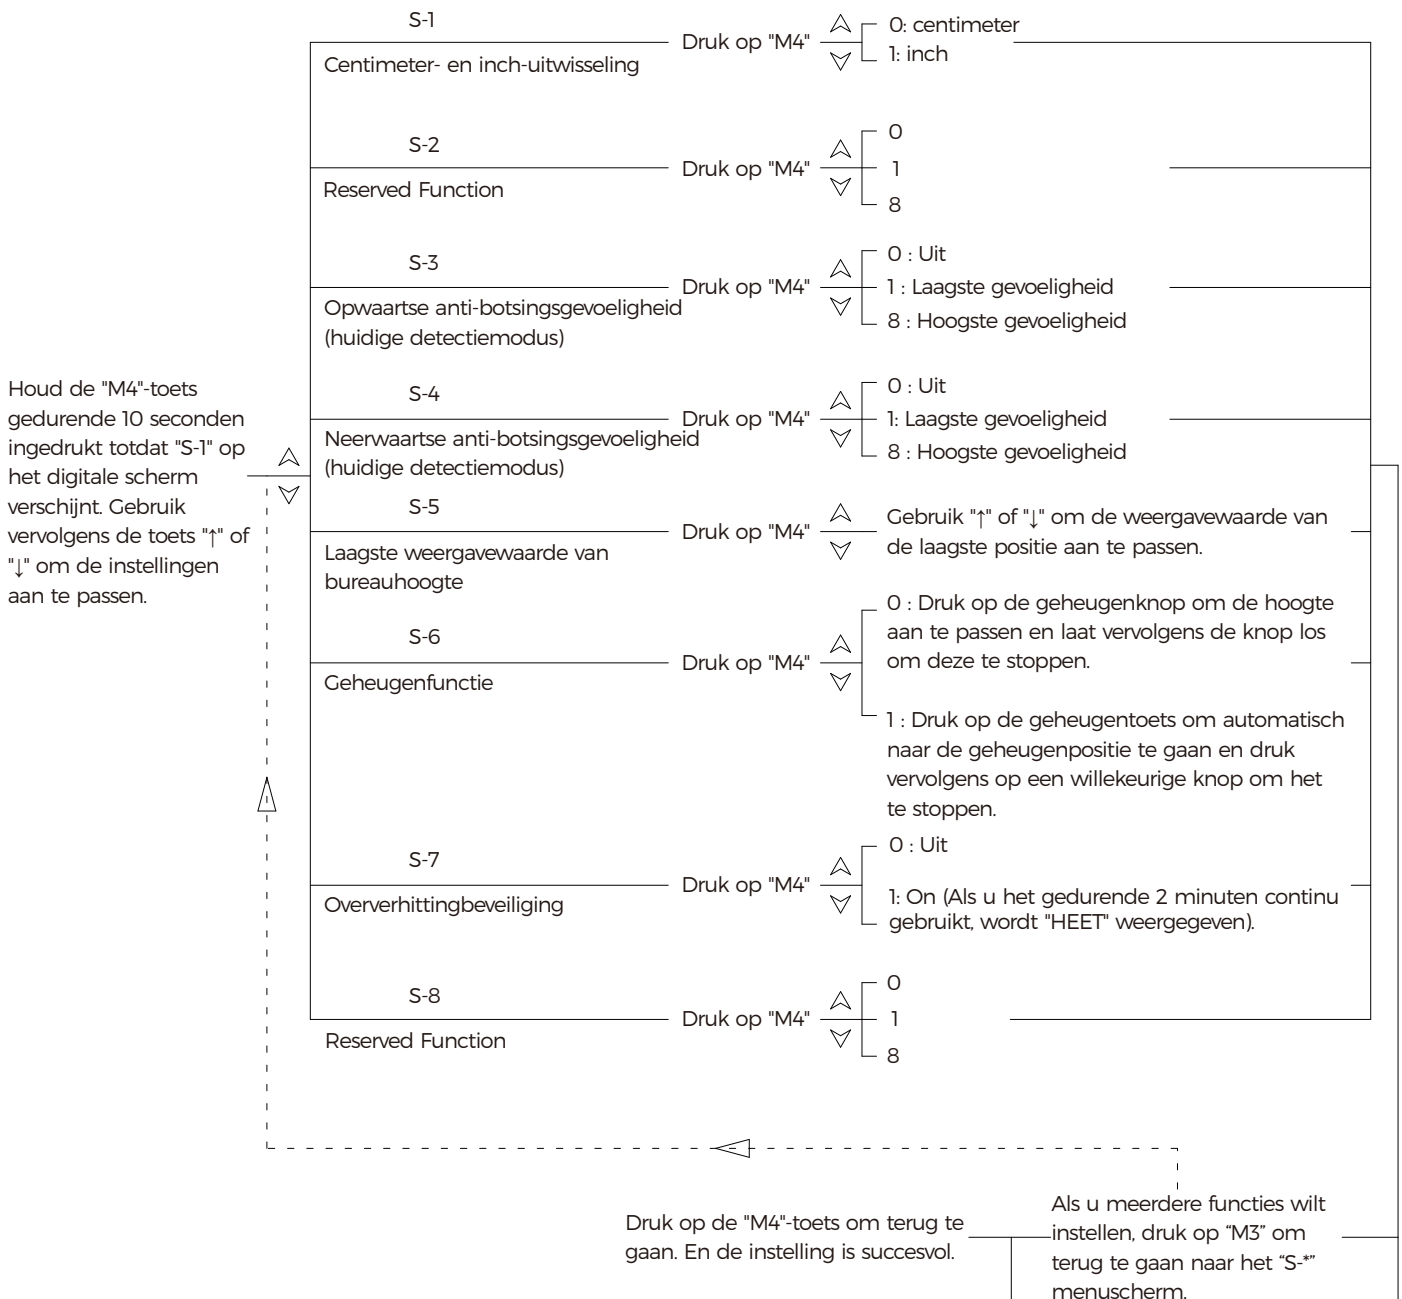 S-1
Centimeter- en inch-uitwisseling
Druk op "M4"
0: centimeter
1: inch
S-2
Reserved Function
Druk op "M4"
0
1
8
S-3
Opwaartse anti-botsingsgevoeligheid
(huidige detectiemodus)
Druk op "M4"
0 : Uit
1 : Laagste gevoeligheid
8 : Hoogste gevoeligheid
Houd de "M4"-toets
gedurende 10 seconden
ingedrukt totdat "S-1" op
het digitale scherm
verschijnt. Gebruik
vervolgens de toets "↑" of
"↓" om de instellingen
aan te passen.
S-4
Neerwaartse anti-botsingsgevoeligheid
(huidige detectiemodus)
Druk op "M4"
0 : Uit
1: Laagste gevoeligheid
8 : Hoogste gevoeligheid
S-5
Laagste weergavewaarde van
bureauhoogte
Druk op "M4"
Gebruik "↑" of "↓" om de weergavewaarde van
de laagste positie aan te passen.
S-6
Geheugenfunctie
Druk op "M4"
0 : Druk op de geheugenknop om de hoogte
aan te passen en laat vervolgens de knop los
om deze te stoppen.
1 : Druk op de geheugentoets om automatisch
naar de geheugenpositie te gaan en druk
vervolgens op een willekeurige knop om het
te stoppen.
S-7
Oververhittingbeveiliging
Druk op "M4"
0 : Uit
1: On (Als u het gedurende 2 minuten continu
gebruikt, wordt "HEET" weergegeven).
S-8
Reserved Function
Druk op "M4"
0
1
8
Druk op de "M4"-toets om terug te
gaan. En de instelling is succesvol.
Als u meerdere functies wilt
instellen, druk op “M3” om
terug te gaan naar het “S-*”
menuscherm.